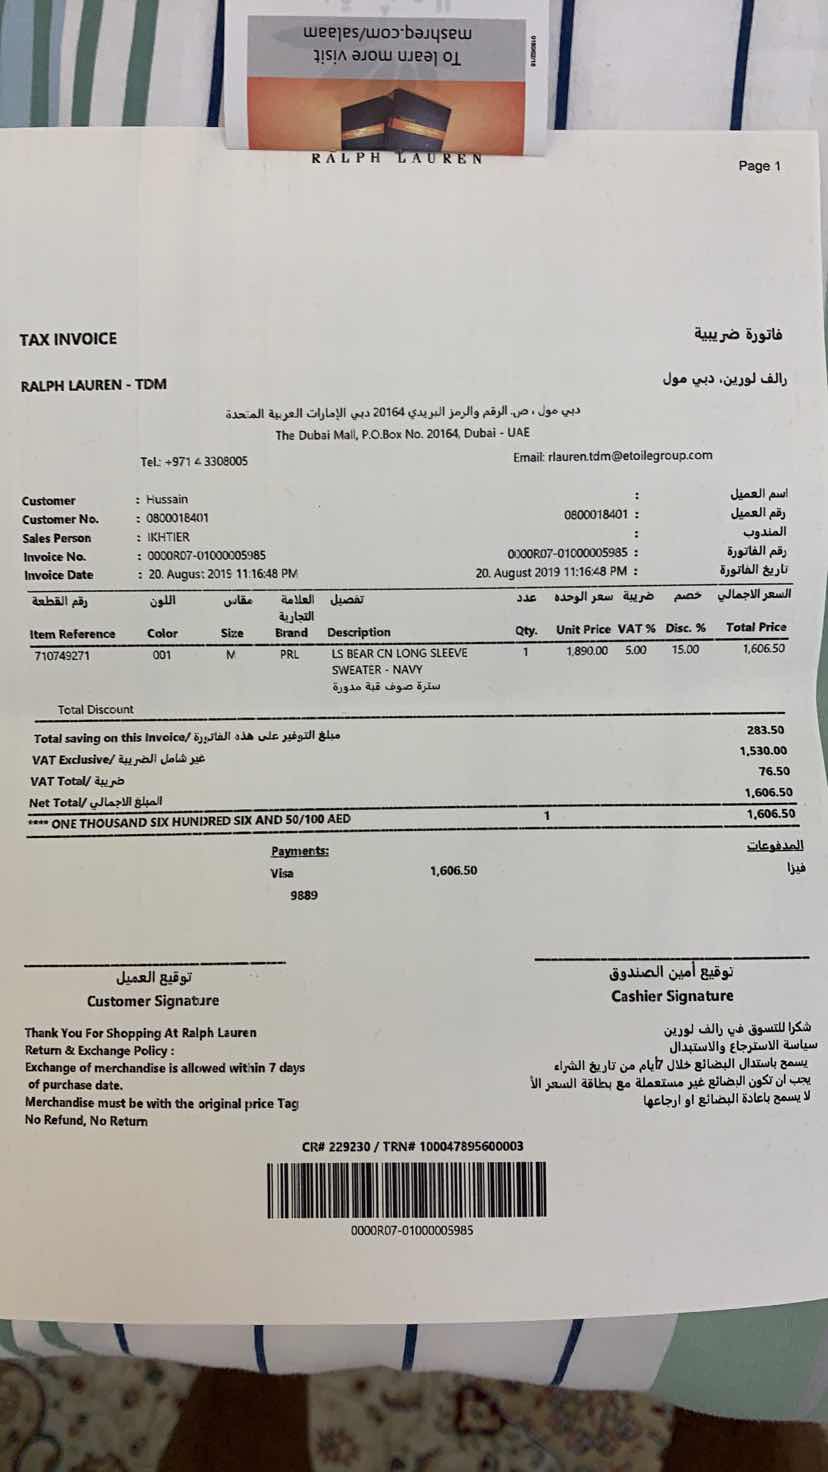 To learn more visit
mashreq.com/salaam
RALPH LAUREN
Page 1
TAX INVOICE
فاتورة ضريبية
RALPH LAUREN - TDM
رالف لورين، دبي مول
دبي مول ، ص. الرقم والرمز البريدي 20164 دبي الإمارات العربية المتحدة
The Dubai Mall, P.O.Box No. 20164, Dubai - UAE
Tel.: +971 4 3308005
Email: rlauren.tdm@etoilegroup.com
Customer : Hussain : اسم العميل
Customer No. : 0800018401 0800018401 : رقم العميل
Sales Person : IKHTIER : المندوب
Invoice No. : 0000R07-01000005985 0000R07-01000005985 : رقم الفاتورة
Invoice Date : 20. August 2019 11:16:48 PM 20. August 2019 11:16:48 PM : تاريخ الفاتورة
رقم القطعة اللون مقاس العلامة التجارية تفصيل عدد سعر الوحده ضريبة خصم السعر الاجمالي
Item Reference Color Size Brand Description Qty. Unit Price VAT % Disc. % Total Price
710749271 001 M PRL LS BEAR CN LONG SLEEVE 1 1,890.00 5.00 15.00 1,606.50
SWEATER - NAVY
سترة صوف قبة مدورة
Total Discount
Total saving on this Invoice/ مبلغ التوفير على هذه الفاتورة 283.50
VAT Exclusive/ غير شامل الضريبة 1,530.00
VAT Total/ ضريبة 76.50
Net Total/ المبلغ الاجمالي 1,606.50
**** ONE THOUSAND SIX HUNDRED SIX AND 50/100 AED 1 1,606.50
Payments: المدفوعات
Visa 1,606.50 فيزا
9889
توقيع العميل
Customer Signature
توقيع أمين الصندوق
Cashier Signature
Thank You For Shopping At Ralph Lauren
Return & Exchange Policy :
Exchange of merchandise is allowed within 7 days
of purchase date.
Merchandise must be with the original price Tag
No Refund, No Return
شكرا للتسوق في رالف لورين
سياسة الاسترجاع والاستبدال
يسمح باستدال البضائع خلال 7أيام من تاريخ الشراء
يجب ان تكون البضائع غير مستعملة مع بطاقة السعر الأ
لا يسمح باعادة البضائع او ارجاعها
CR# 229230 / TRN# 100047895600003
0000R07-01000005985